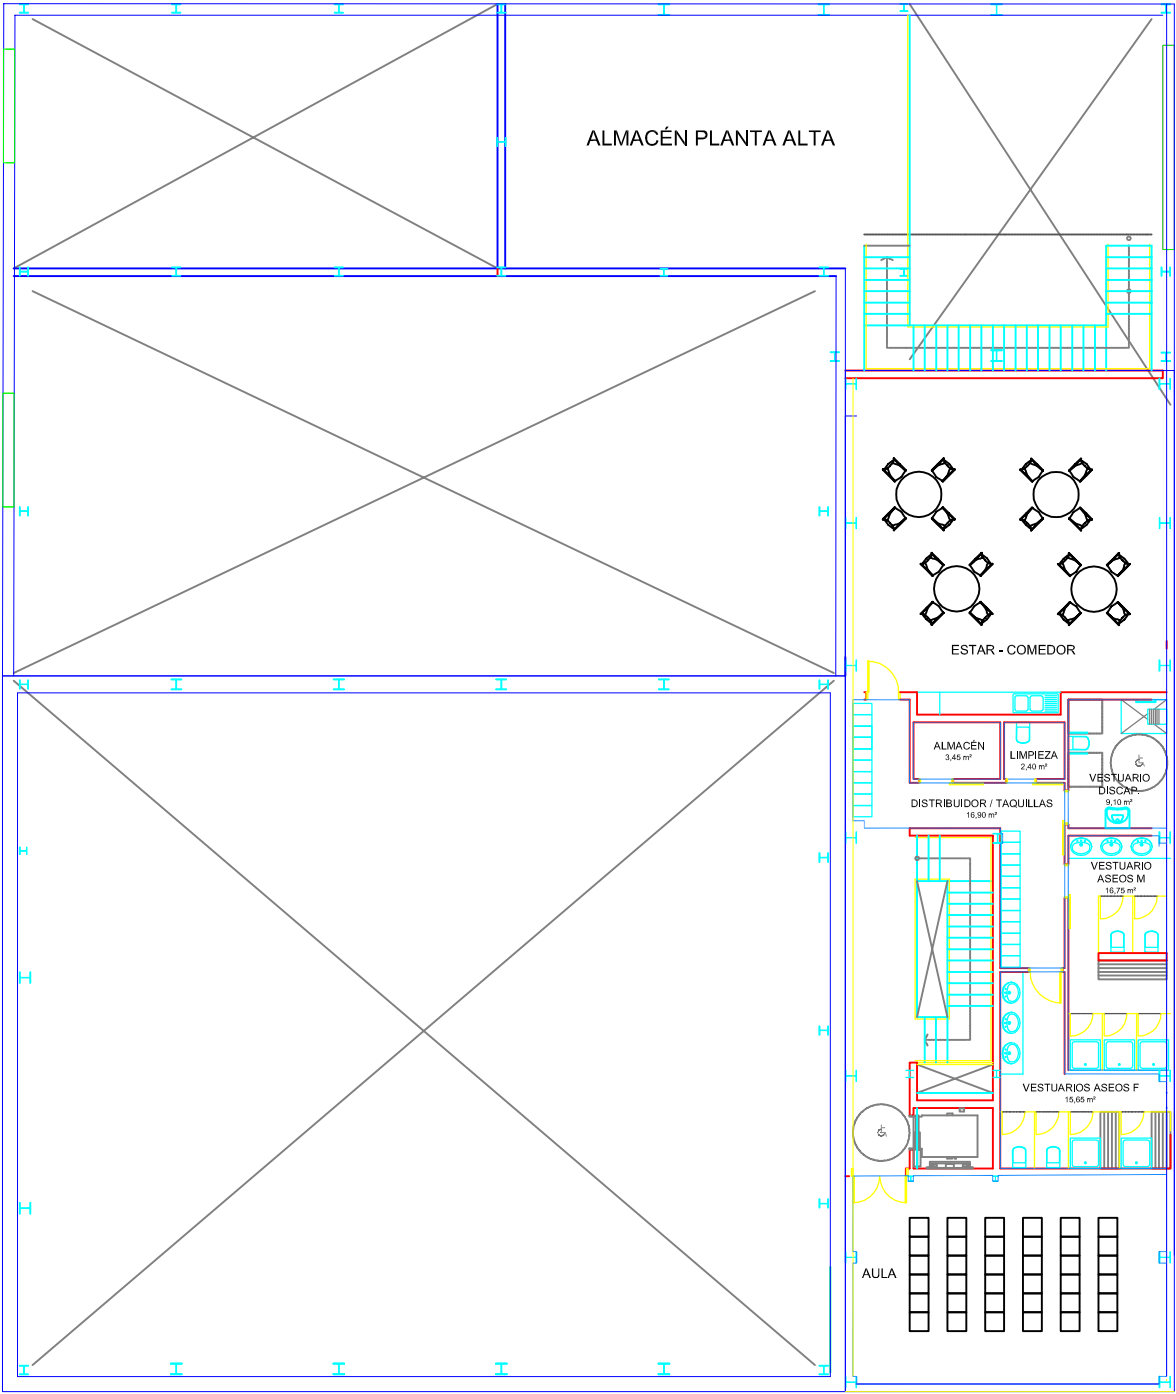 ALMACÉN PLANTA ALTA
ESTAR - COMEDOR
ALMACÉN
3,45 m²
LIMPIEZA
2,40 m²
VESTUARIO
DISCAP.
9,10 m²
DISTRIBUIDOR / TAQUILLAS
16,90 m²
VESTUARIO
ASEOS M
16,75 m²
VESTUARIOS ASEOS F
15,65 m²
AULA